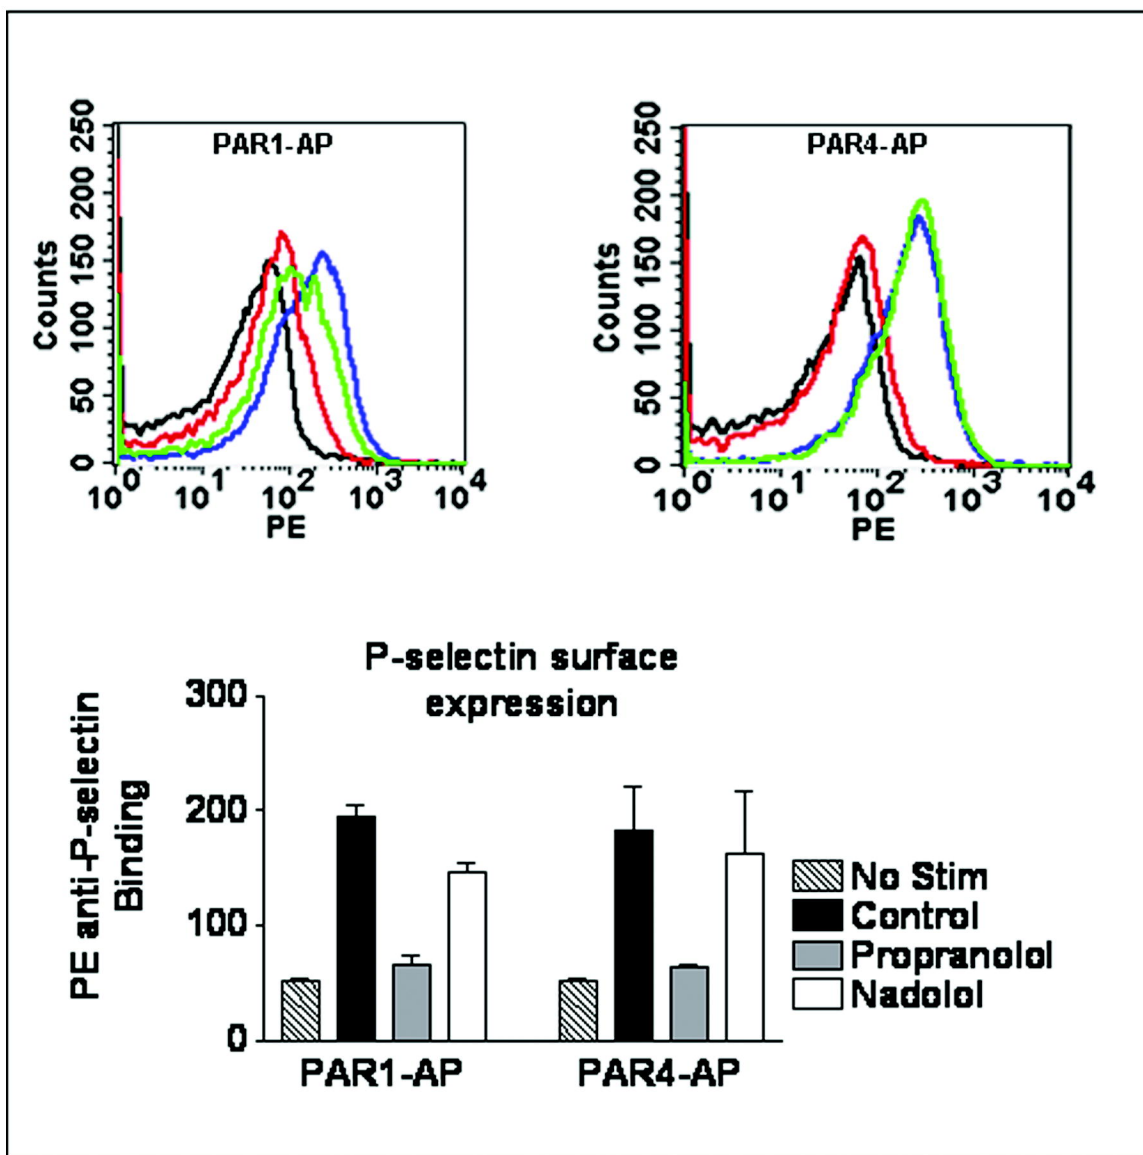 PAR1-AP
250
200
150
100
50
0
Counts
10^0 10^1 10^2 10^3 10^4
PE
PAR4-AP
250
200
150
100
50
0
Counts
10^0 10^1 10^2 10^3 10^4
PE
P-selectin surface
expression
PE anti-P-selectin
Binding
300
200
100
0
PAR1-AP PAR4-AP
No Stim
Control
Propranolol
Nadolol